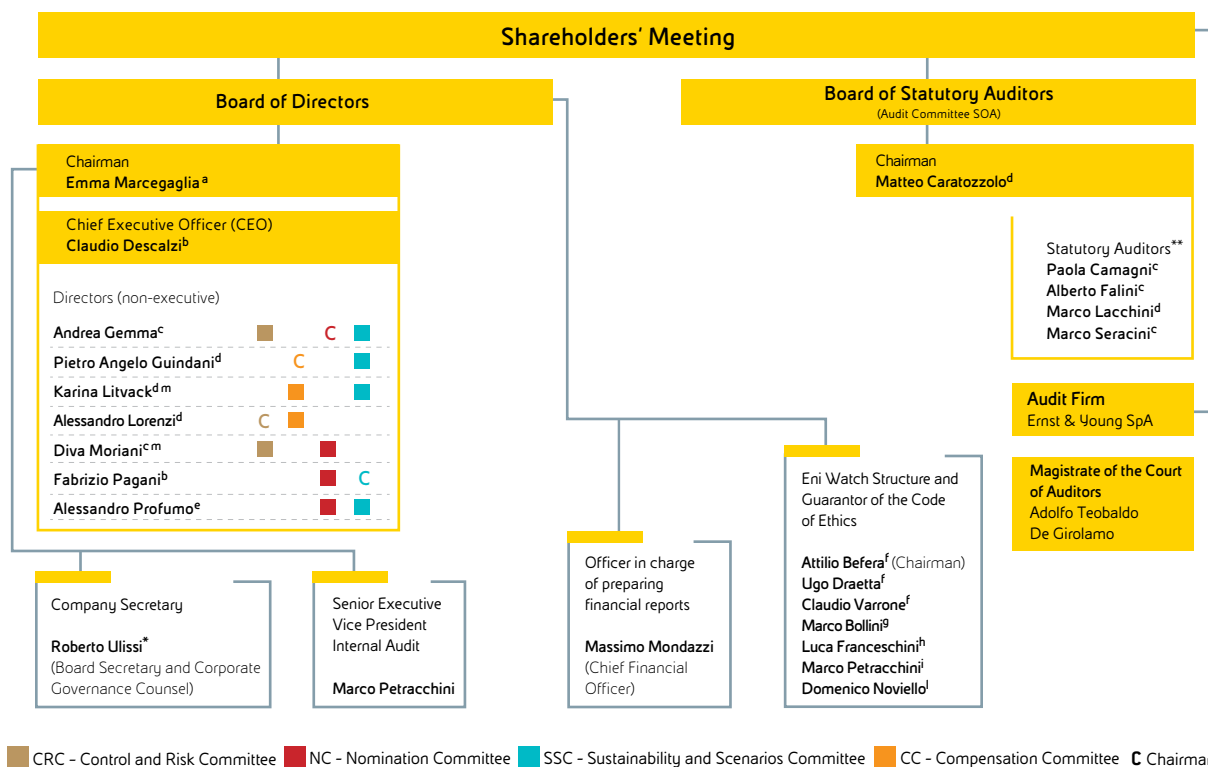 Shareholders' Meeting
Board of Directors
Board of Statutory Auditors
(Audit Committee SOA)
Chairman
Emma Marcegaglia a
Chief Executive Officer (CEO)
Claudio Descalzi b
Directors (non-executive)
Andrea Gemma c C
Pietro Angelo Guindani d C
Karina Litvack d m
Alessandro Lorenzi d C
Diva Moriani c m
Fabrizio Pagani b C
Alessandro Profumo e
Chairman
Matteo Caratozzolo d
Statutory Auditors**
Paola Camagni c
Alberto Falini c
Marco Lacchini d
Marco Seracini c
Audit Firm
Ernst & Young SpA
Magistrate of the Court
of Auditors
Adolfo Teobaldo
De Girolamo
Company Secretary
Roberto Ulissi*
(Board Secretary and Corporate
Governance Counsel)
Senior Executive
Vice President
Internal Audit
Marco Petracchini
Officer in charge
of preparing
financial reports
Massimo Mondazzi
(Chief Financial
Officer)
Eni Watch Structure and
Guarantor of the Code
of Ethics
Attilio Befera f (Chairman)
Ugo Draetta f
Claudio Varrone f
Marco Bollini g
Luca Franceschini h
Marco Petracchini i
Domenico Noviello l
CRC - Control and Risk Committee NC - Nomination Committee SSC - Sustainability and Scenarios Committee CC - Compensation Committee C Chairman